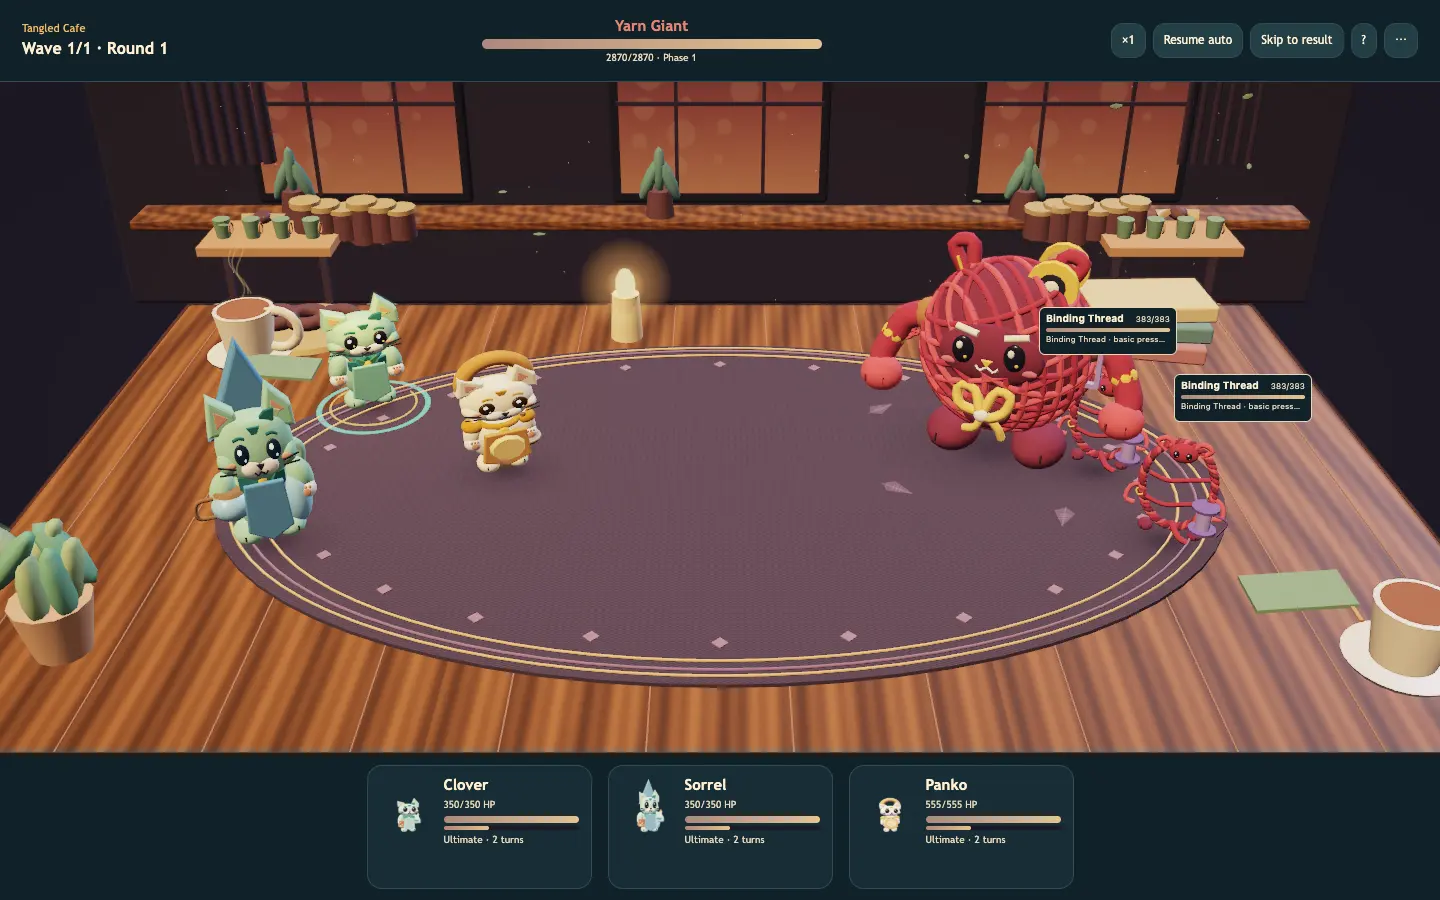 Tangled Cafe
Wave 1/1 · Round 1
Yarn Giant
2870/2870 · Phase 1
×1
Resume auto
Skip to result
?
···
Binding Thread 383/383
Binding Thread · basic press...
Binding Thread 383/383
Binding Thread · basic press...
Clover
350/350 HP
Ultimate · 2 turns
Sorrel
350/350 HP
Ultimate · 2 turns
Panko
555/555 HP
Ultimate · 2 turns